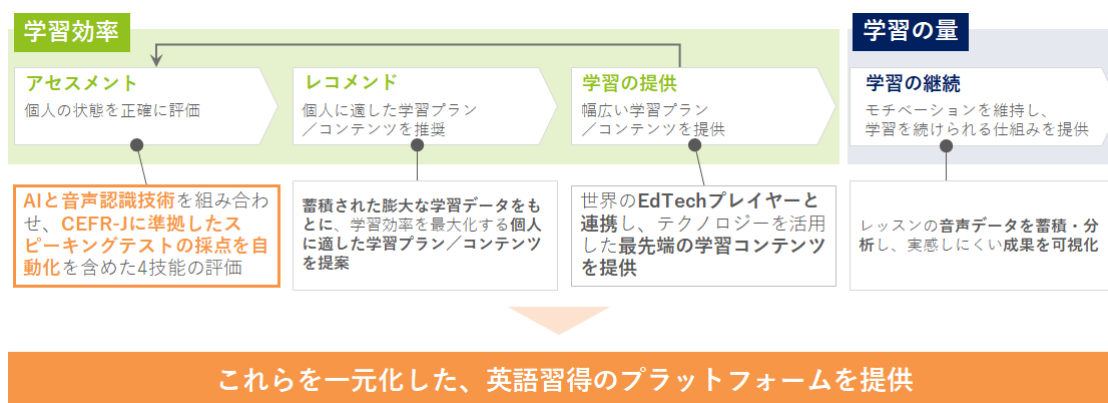 学習効率
学習の量
アセスメント
個人の状態を正確に評価
レコメンド
個人に適した学習プラン
／コンテンツを推奨
学習の提供
幅広い学習プラン
／コンテンツを提供
学習の継続
モチベーションを維持し、
学習を続けられる仕組みを提供
AIと音声認識技術を組み合わ
せ、CEFR-Jに準拠したス
ピーキングテストの採点を自
動化を含めた4技能の評価
蓄積された膨大な学習データをも
とに、学習効率を最大化する個人
に適した学習プラン／コンテンツ
を提案
世界のEdTechプレイヤーと
連携し、テクノロジーを活用
した最先端の学習コンテンツ
を提供
レッスンの音声データを蓄積・分
析し、実感しにくい成果を可視化
これらを一元化した、英語習得のプラットフォームを提供